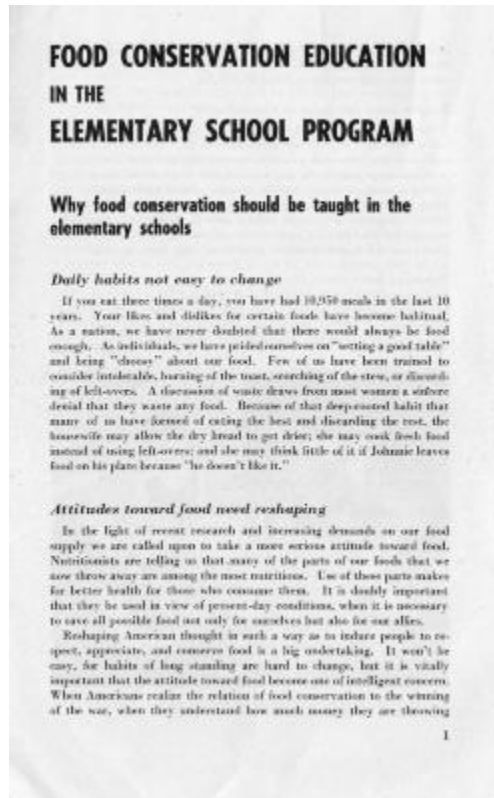 FOOD CONSERVATION EDUCATION
IN THE
ELEMENTARY SCHOOL PROGRAM
Why food conservation should be taught in the
elementary schools
Daily habits not easy to change
If you eat three times a day, you have had 10,950 meals in the last 10
years. Your likes and dislikes for certain foods have become habitual.
As a nation, we have never doubted that there would always be food
enough. As individuals, we have prided ourselves on "setting a good table"
and being "choosy" about our food. Few of us have been trained to
consider intolerable, burning of the toast, scorching of the stew, or discard-
ing of left-overs. A discussion of waste draws from most women a sincere
denial that they waste any food. Because of that deep-rooted habit that
many of us have formed of eating the best and discarding the rest, the
housewife may allow the dry bread to get drier; she may cook fresh food
instead of using left-overs; and she may think little of it if Johnnie leaves
food on his plate because "he doesn't like it."
Attitudes toward food need reshaping
In the light of recent research and increasing demands on our food
supply we are called upon to take a more serious attitude toward food.
Nutritionists are telling us that many of the parts of our foods that we
now throw away are among the most nutritious. Use of these parts makes
for better health for those who consume them. It is doubly important
that they be used in view of present-day conditions, when it is necessary
to save all possible food not only for ourselves but also for our allies.
Reshaping American thought in such a way as to induce people to re-
spect, appreciate, and conserve food is a big undertaking. It won't be
easy, for habits of long standing are hard to change, but it is vitally
important that the attitude toward food become one of intelligent concern.
When Americans realize the relation of food conservation to the winning
of the war, when they understand how much money they are throwing
1